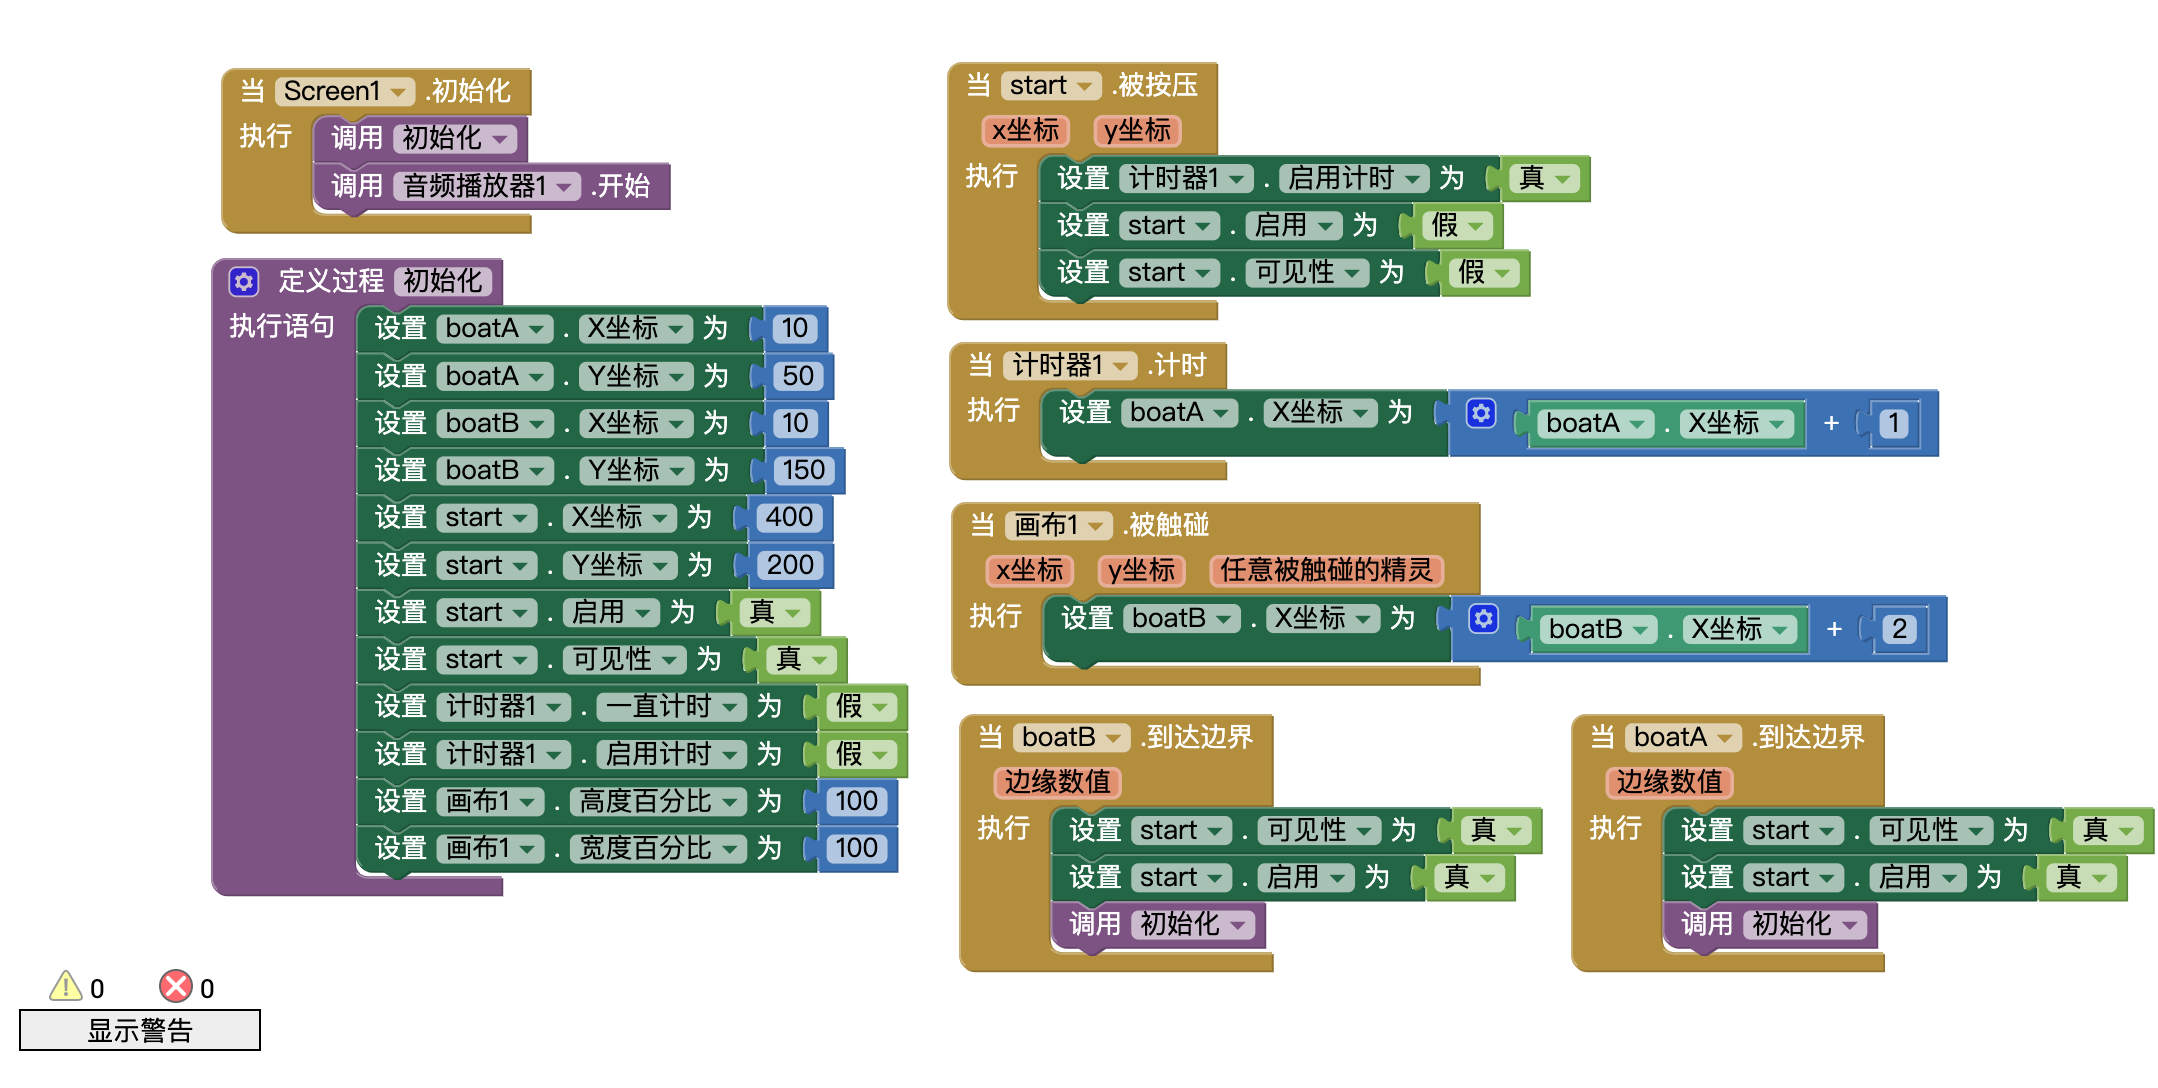 当 Screen1 .初始化
执行 调用 初始化
调用 音频播放器1 .开始
定义过程 初始化
执行语句 设置 boatA . X坐标 为 10
设置 boatA . Y坐标 为 50
设置 boatB . X坐标 为 10
设置 boatB . Y坐标 为 150
设置 start . X坐标 为 400
设置 start . Y坐标 为 200
设置 start . 启用 为 真
设置 start . 可见性 为 真
设置 计时器1 . 一直计时 为 假
设置 计时器1 . 启用计时 为 假
设置 画布1 . 高度百分比 为 100
设置 画布1 . 宽度百分比 为 100
当 start .被按压
x坐标 y坐标
执行 设置 计时器1 . 启用计时 为 真
设置 start . 启用 为 假
设置 start . 可见性 为 假
当 计时器1 .计时
执行 设置 boatA . X坐标 为 boatA . X坐标 + 1
当 画布1 .被触碰
x坐标 y坐标 任意被触碰的精灵
执行 设置 boatB . X坐标 为 boatB . X坐标 + 2
当 boatB .到达边界
边缘数值
执行 设置 start . 可见性 为 真
设置 start . 启用 为 真
调用 初始化
当 boatA .到达边界
边缘数值
执行 设置 start . 可见性 为 真
设置 start . 启用 为 真
调用 初始化
0 0
显示警告